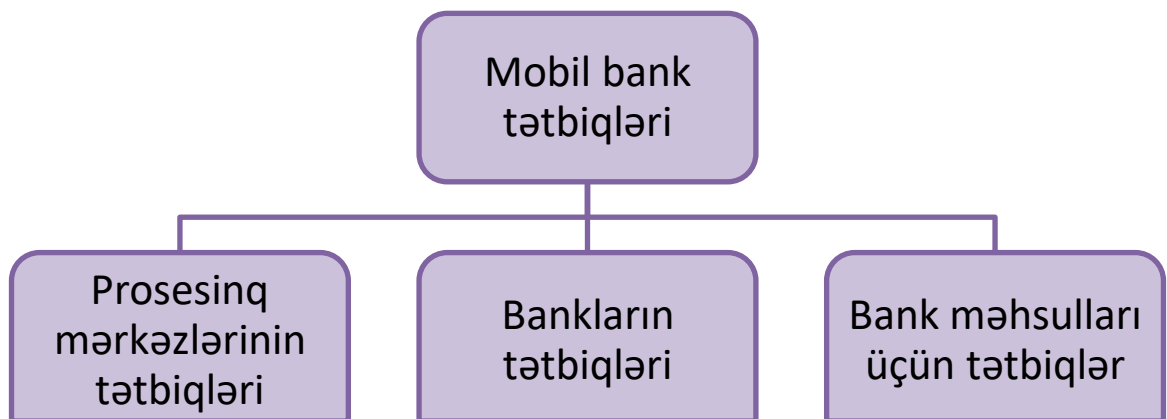 Mobil bank
tətbiqləri
Prosesinq
mərkəzlərinin
tətbiqləri
Bankların
tətbiqləri
Bank məhsulları
üçün tətbiqlər